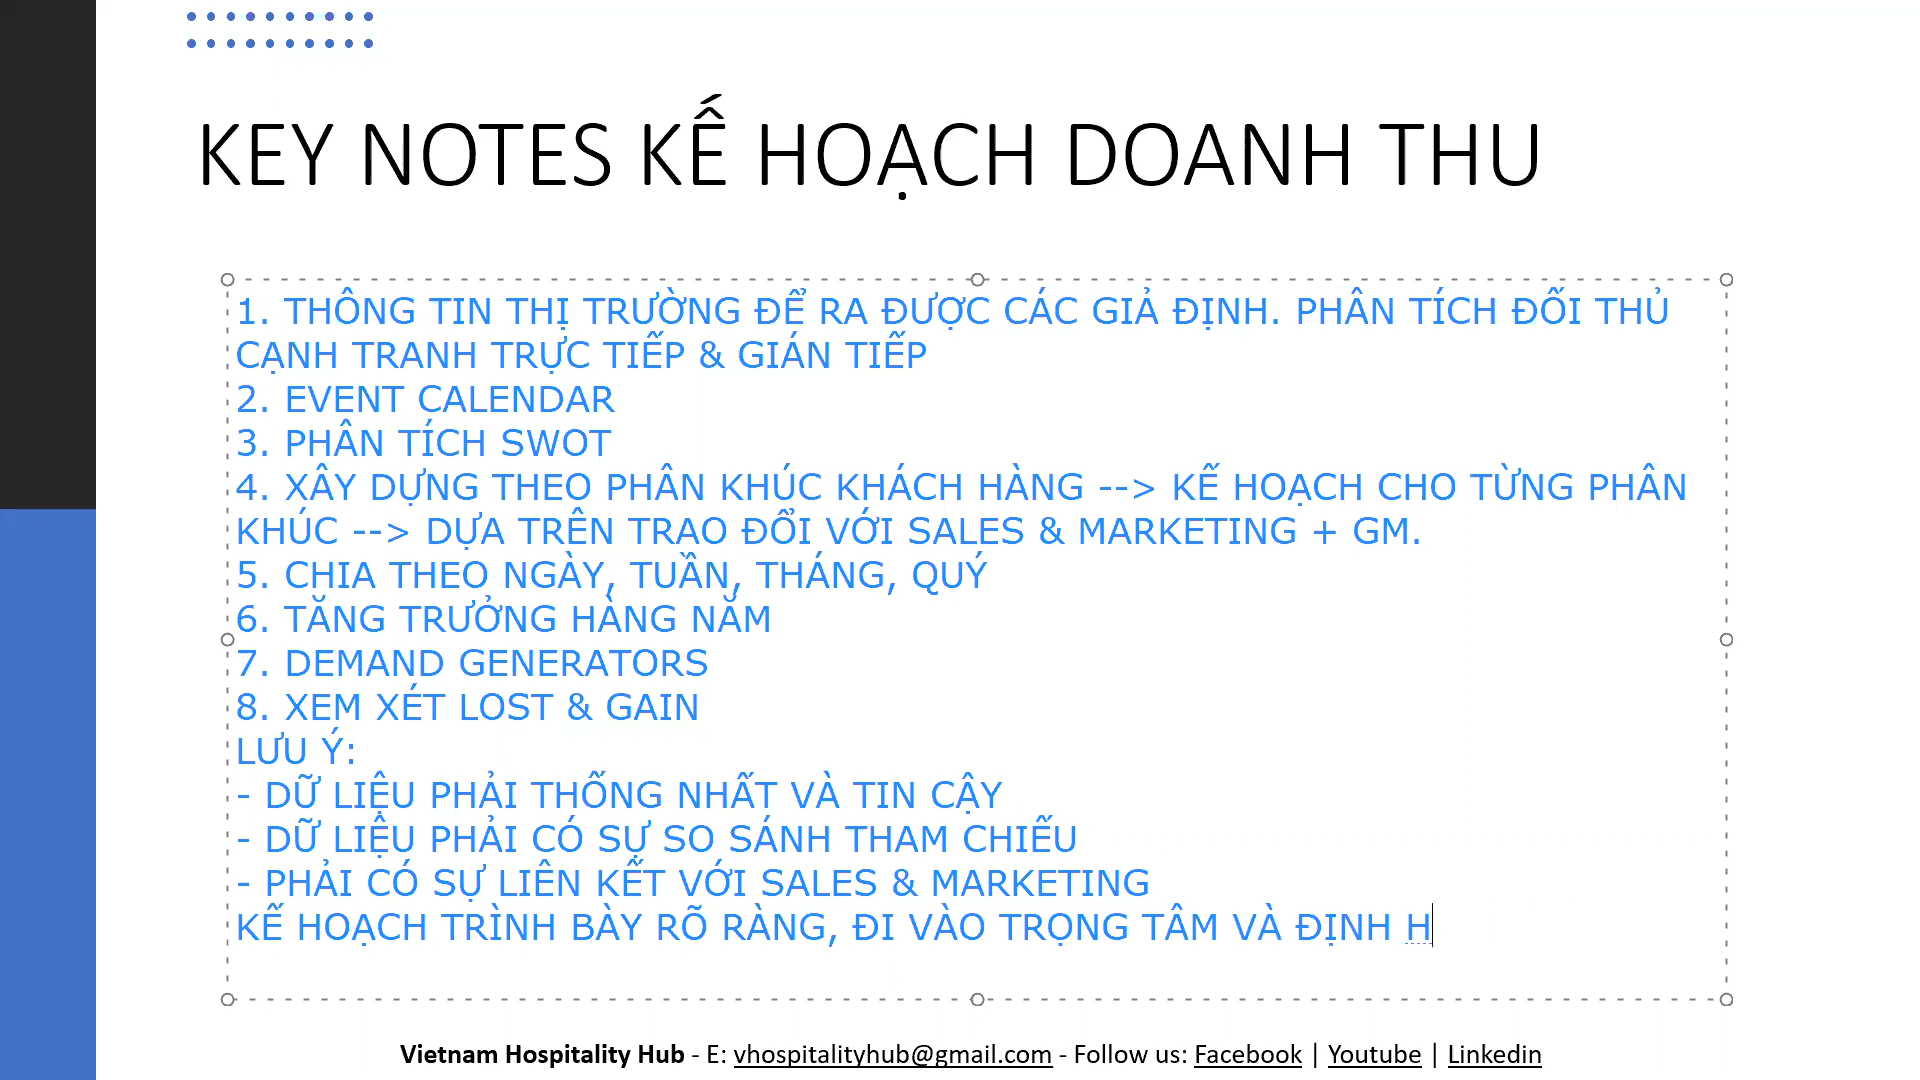 KEY NOTES KẾ HOẠCH DOANH THU
1. THÔNG TIN THỊ TRƯỜNG ĐỂ RA ĐƯỢC CÁC GIẢ ĐỊNH. PHÂN TÍCH ĐỐI THỦ
CẠNH TRANH TRỰC TIẾP & GIÁN TIẾP
2. EVENT CALENDAR
3. PHÂN TÍCH SWOT
4. XÂY DỰNG THEO PHÂN KHÚC KHÁCH HÀNG --> KẾ HOẠCH CHO TỪNG PHÂN
KHÚC --> DỰA TRÊN TRAO ĐỔI VỚI SALES & MARKETING + GM.
5. CHIA THEO NGÀY, TUẦN, THÁNG, QUÝ
6. TĂNG TRƯỞNG HÀNG NĂM
7. DEMAND GENERATORS
8. XEM XÉT LOST & GAIN
LƯU Ý:
- DỮ LIỆU PHẢI THỐNG NHẤT VÀ TIN CẬY
- DỮ LIỆU PHẢI CÓ SỰ SO SÁNH THAM CHIẾU
- PHẢI CÓ SỰ LIÊN KẾT VỚI SALES & MARKETING
KẾ HOẠCH TRÌNH BÀY RÕ RÀNG, ĐI VÀO TRỌNG TÂM VÀ ĐỊNH H
Vietnam Hospitality Hub - E: vhospitalityhub@gmail.com - Follow us: Facebook | Youtube | Linkedin